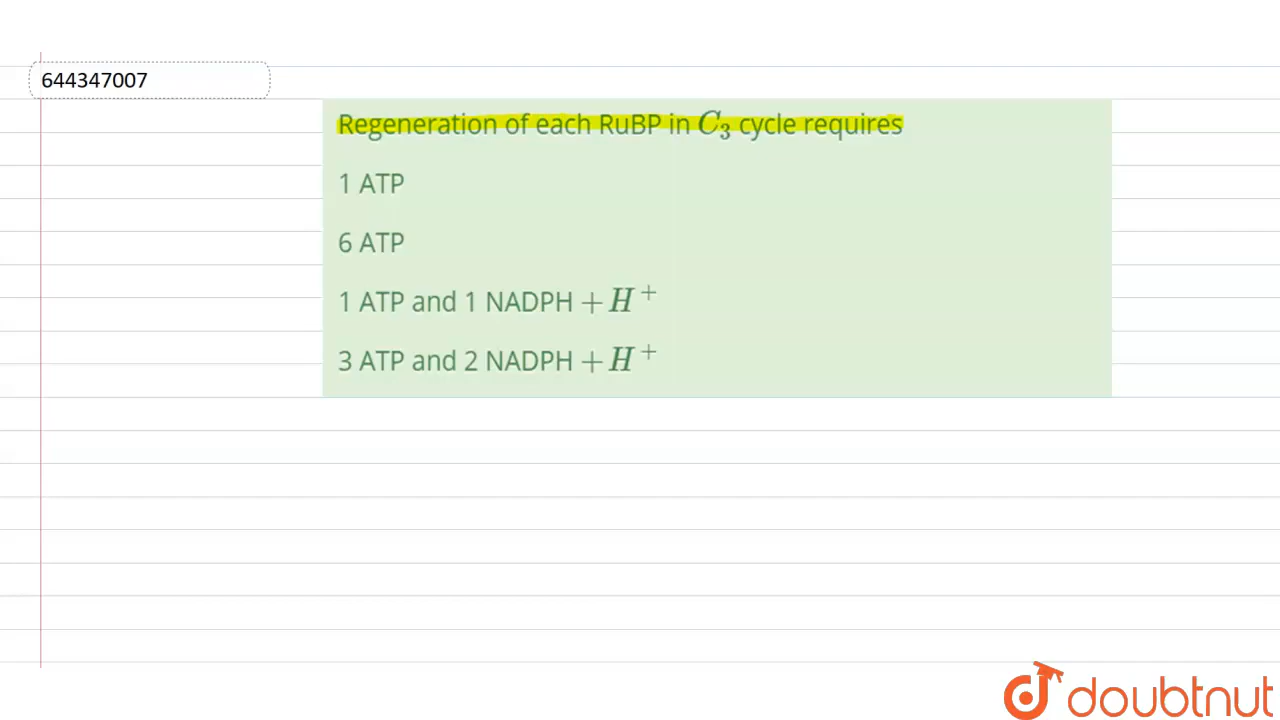 644347007
Regeneration of each RuBP in C₃ cycle requires
1 ATP
6 ATP
1 ATP and 1 NADPH + H⁺
3 ATP and 2 NADPH + H⁺
doubtnut